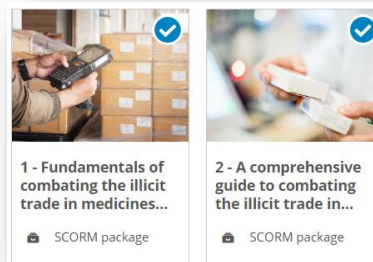 1 - Fundamentals of
combating the illicit
trade in medicines...
SCORM package
2 - A comprehensive
guide to combating
the illicit trade in...
SCORM package